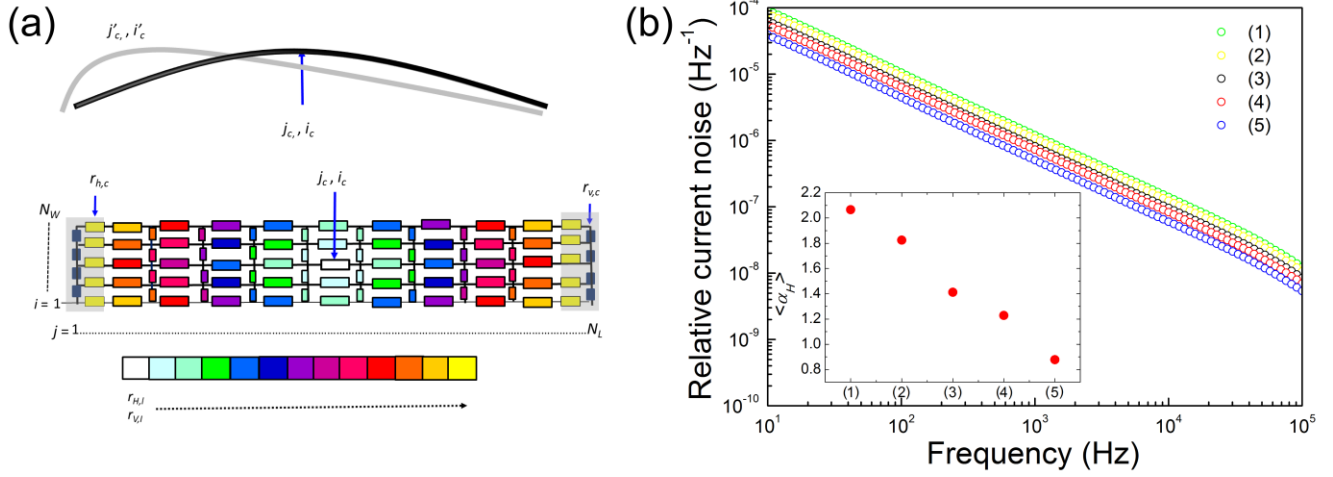 (a)
j'c, , i'c
jc, , ic
rh,c
jc , ic
rv,c
NW
i = 1
j = 1
NL
rH,I
rV,I
(b)
Relative current noise (Hz-1)
10-4
10-5
10-6
10-7
10-8
10-9
10-10
(1)
(2)
(3)
(4)
(5)
<αH>
2.2
2.0
1.8
1.6
1.4
1.2
1.0
0.8
(1) (2) (3) (4) (5)
101 102 103 104 105
Frequency (Hz)